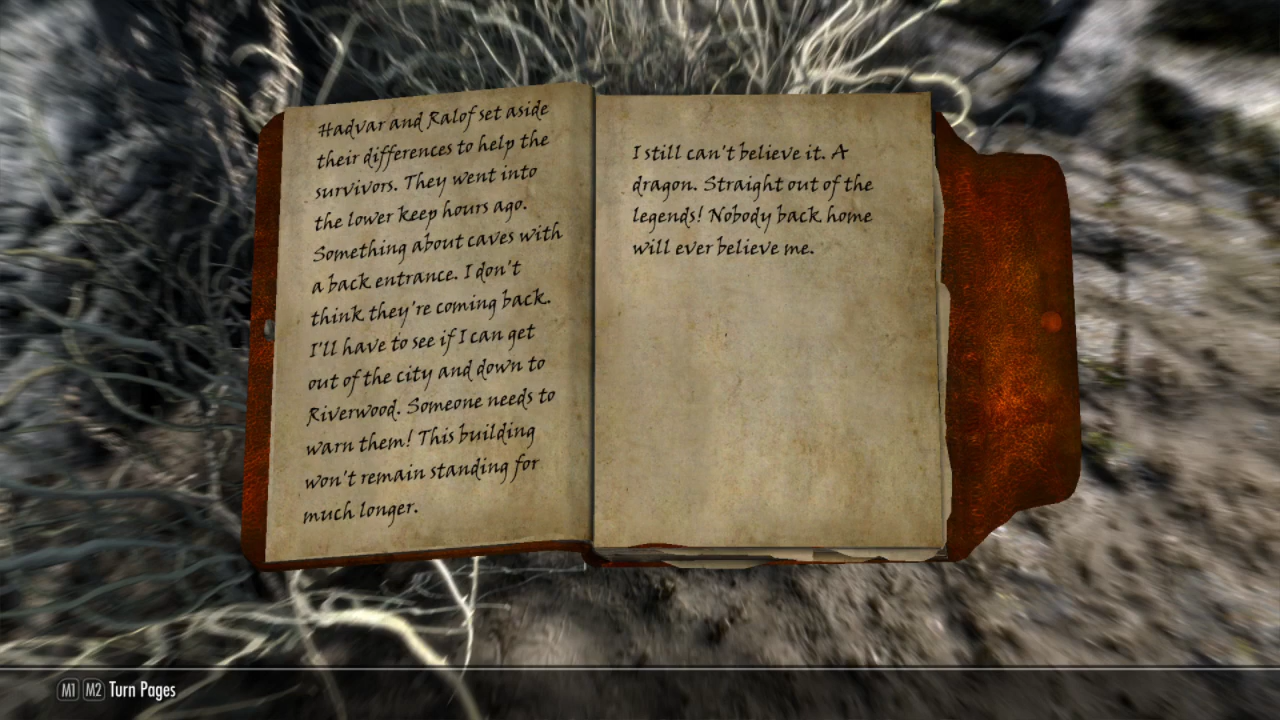 Hadvar and Ralof set aside
their differences to help the
survivors. They went into
the lower keep hours ago.
Something about caves with
a back entrance. I don't
think they're coming back.
I'll have to see if I can get
out of the city and down to
Riverwood. Someone needs to
warn them! This building
won't remain standing for
much longer.
I still can't believe it. A
dragon. Straight out of the
legends! Nobody back home
will ever believe me.
M1 M2 Turn Pages